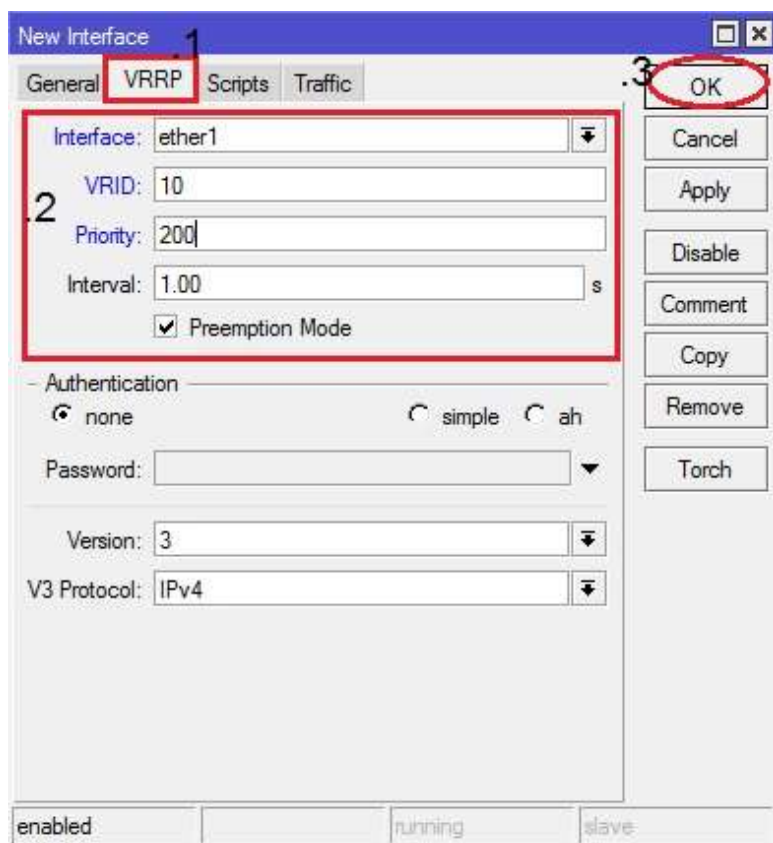 New Interface
.1
General VRRP Scripts Traffic
.3 OK
Interface: ether1
Cancel
.2
VRID: 10
Apply
Priority: 200
Disable
Interval: 1.00 s
Comment
Preemption Mode
Copy
Authentication
Remove
none simple ah
Password:
Torch
Version: 3
V3 Protocol: IPv4
enabled running slave